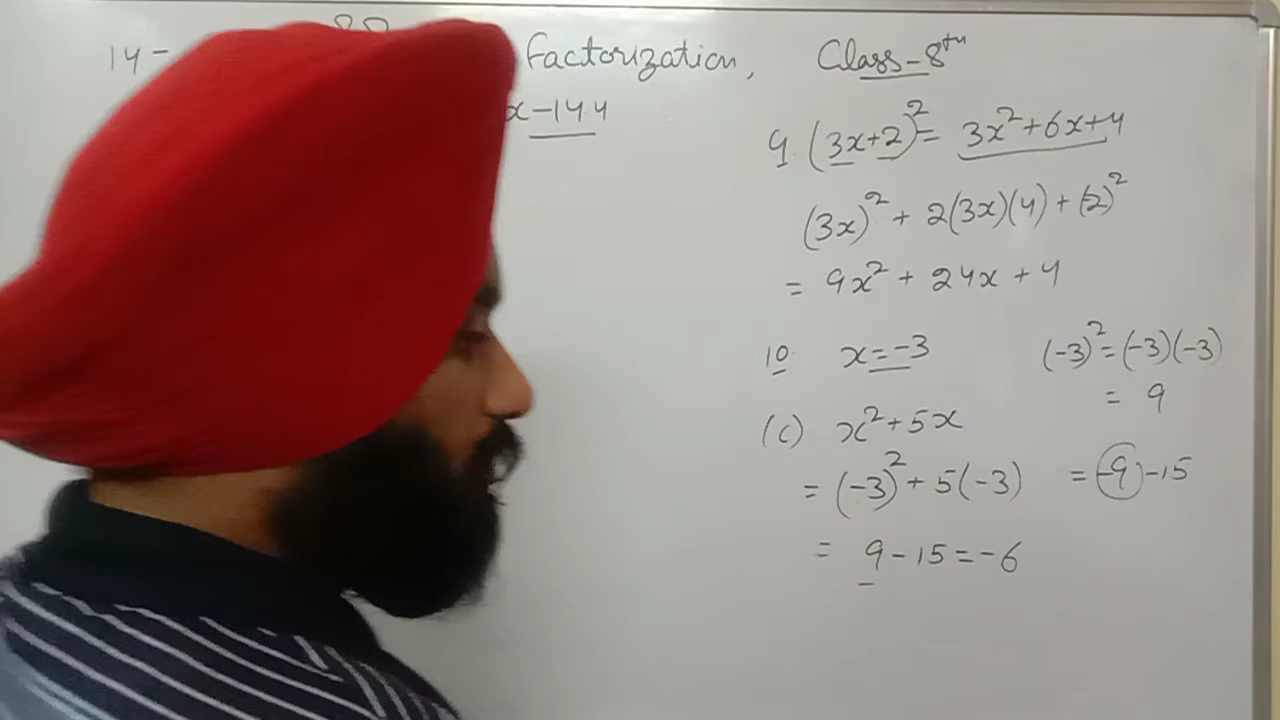 14- Factorization, Class-8th
x-144
9. (3x+2)²= 3x²+6x+4
(3x)² + 2(3x)(4) + (2)²
= 9x² + 24x + 4
10. x=-3 (-3)²=(-3)(-3)
= 9
(c) x²+5x
= (-3)² + 5(-3) = -9-15
= 9-15=-6